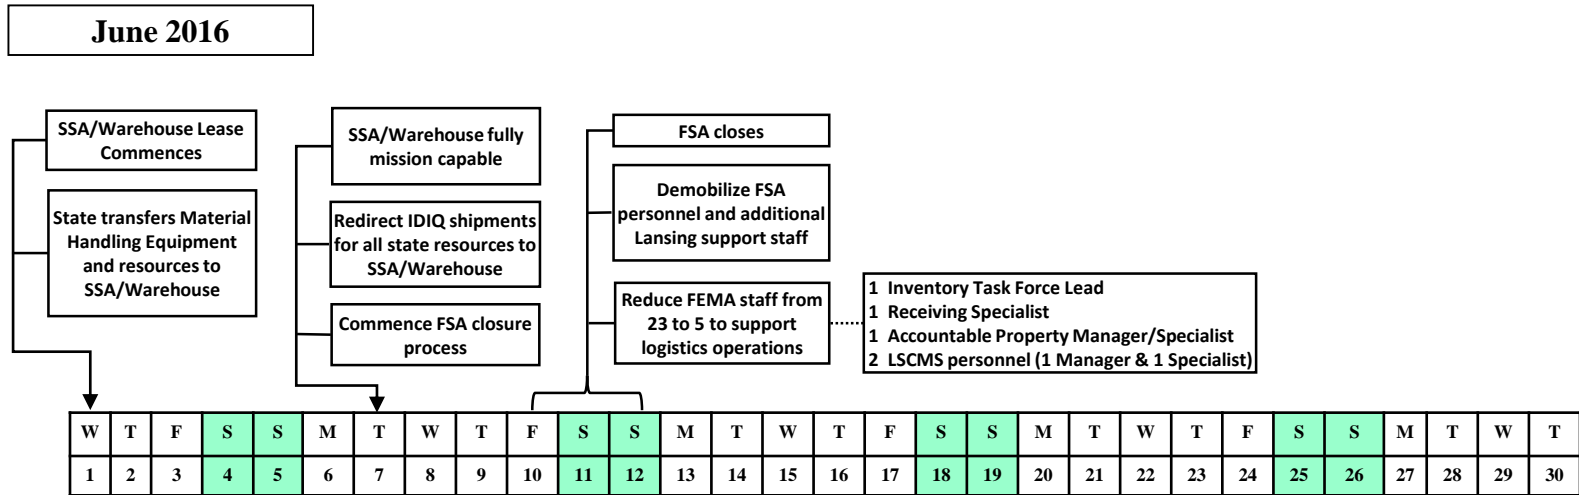 June 2016
SSA/Warehouse Lease
Commences
State transfers Material
Handling Equipment
and resources to
SSA/Warehouse
SSA/Warehouse fully
mission capable
Redirect IDIQ shipments
for all state resources to
SSA/Warehouse
Commence FSA closure
process
FSA closes
Demobilize FSA
personnel and additional
Lansing support staff
Reduce FEMA staff from
23 to 5 to support
logistics operations
1 Inventory Task Force Lead
1 Receiving Specialist
1 Accountable Property Manager/Specialist
2 LSCMS personnel (1 Manager & 1 Specialist)
W T F S S M T W T F S S M T W T F S S M T W T F S S M T W T
1 2 3 4 5 6 7 8 9 10 11 12 13 14 15 16 17 18 19 20 21 22 23 24 25 26 27 28 29 30